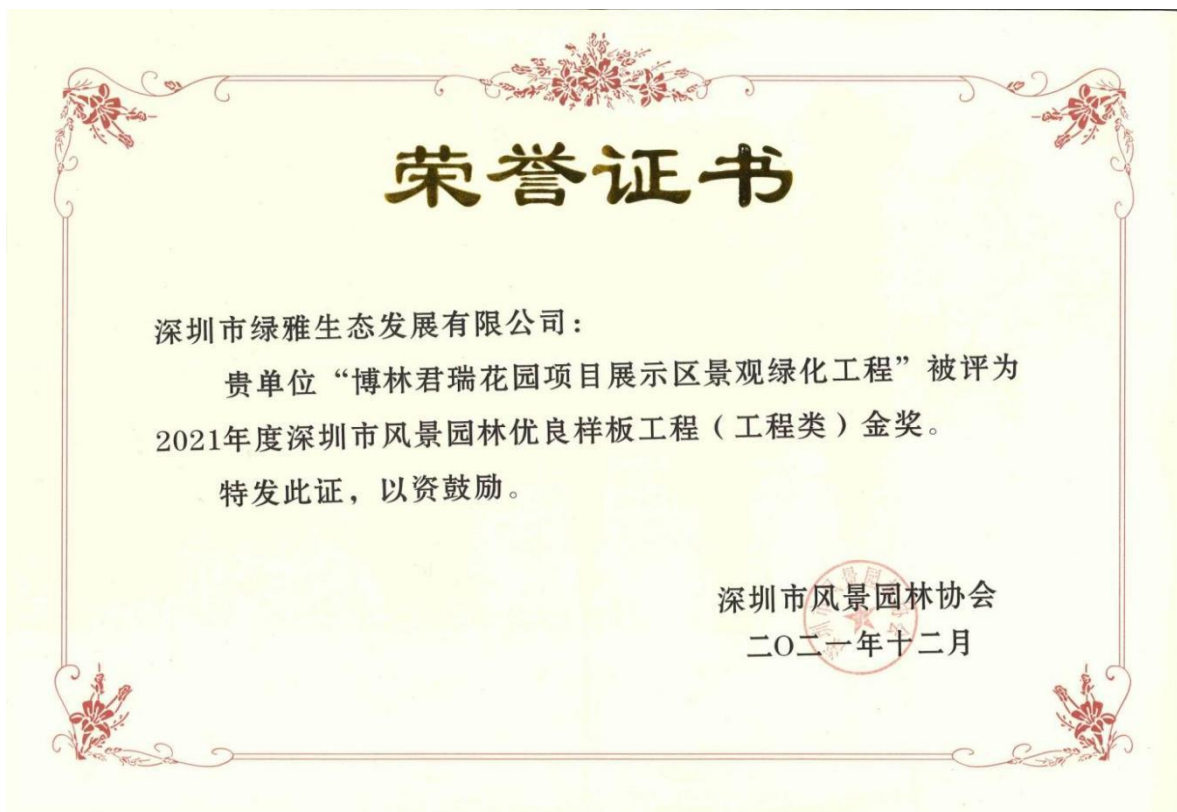 荣誉证书
深圳市绿雅生态发展有限公司：
贵单位“博林君瑞花园项目展示区景观绿化工程”被评为
2021年度深圳市风景园林优良样板工程（工程类）金奖。
特发此证，以资鼓励。
深圳市风景园林协会
二〇二一年十二月